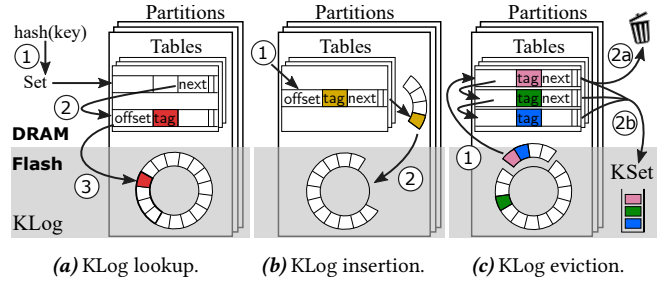 Partitions Partitions Partitions
hash(key) Tables Tables Tables
1 1 2a
Set next offset tag next tag next
2 tag next
offset tag tag 2b
DRAM
Flash 1 KSet
3 2
KLog
(a) KLog lookup. (b) KLog insertion. (c) KLog eviction.